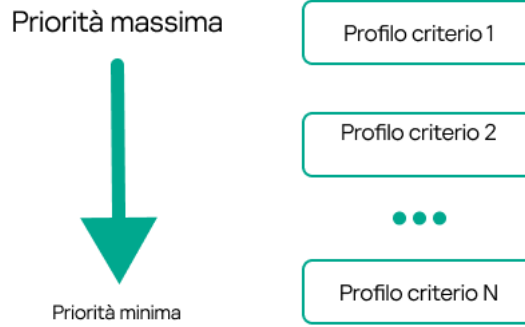 Priorità massima
Profilo criterio 1
Profilo criterio 2
Profilo criterio N
Priorità minima